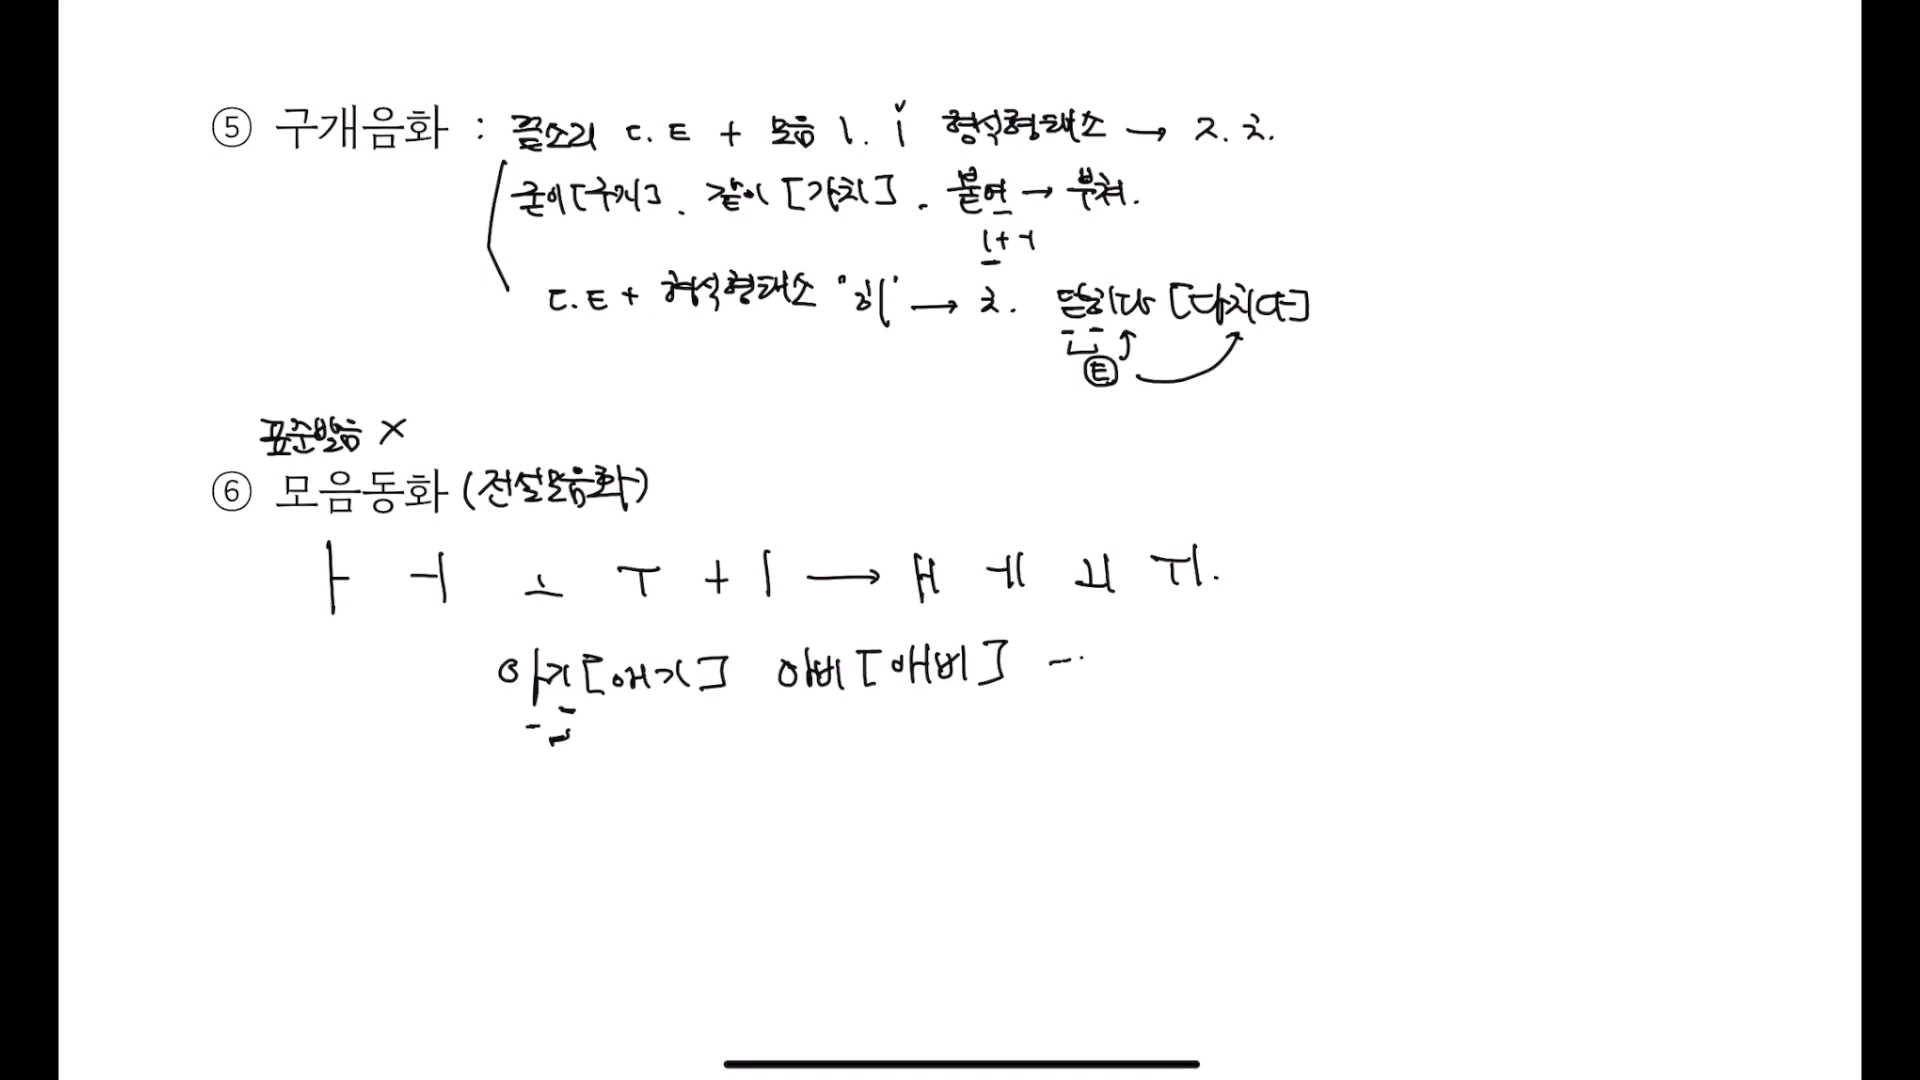 ⑤ 구개음화 : 끝소리 ㄷ.ㅌ + 모음 ㅣ. ㅣ̆ 형식형태소 → ㅈ.ㅊ.
굳이[구지]. 같이[가치]. 붙여 → 부쳐.
ㅣ+ㅓ
ㄷ.ㅌ + 형식형태소 "히" → ㅊ. 닫히다 [다치다]
ㅌ
표준발음 X
⑥ 모음동화 (전설모음화)
ㅏ ㅓ ㅗ ㅜ + ㅣ → ㅐ ㅔ ㅚ ㅟ.
아기[애기] 아비[애비] …